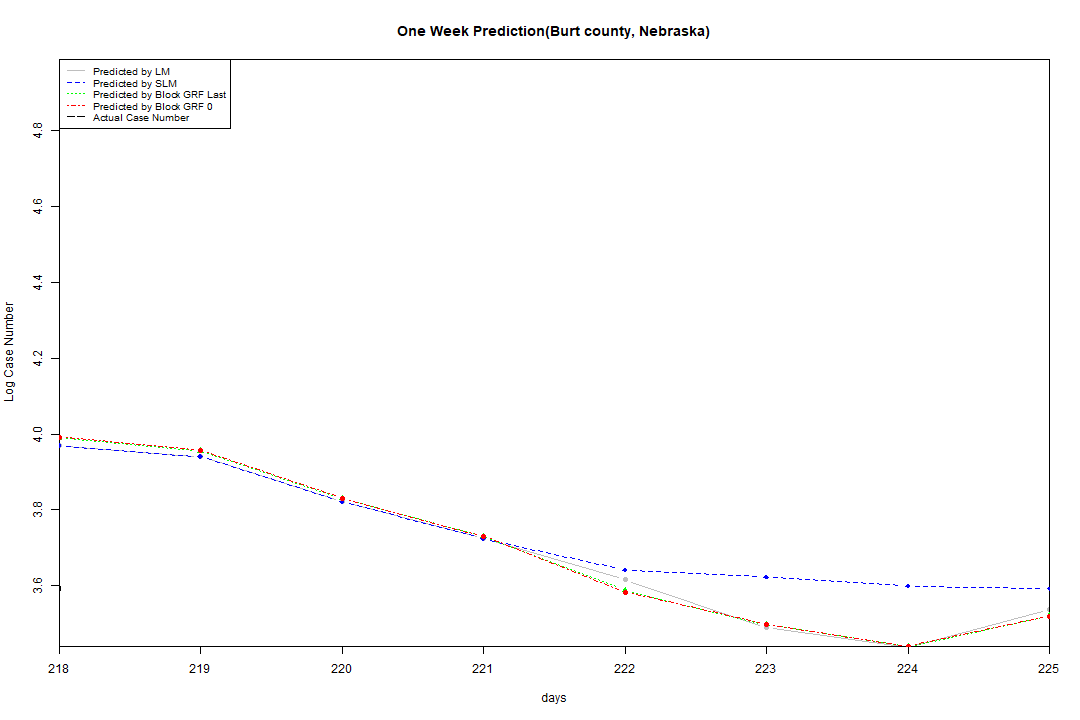 One Week Prediction(Burt county, Nebraska)
Predicted by LM
Predicted by SLM
Predicted by Block GRF Last
Predicted by Block GRF 0
Actual Case Number
Log Case Number
4.8
4.6
4.4
4.2
4.0
3.8
3.6
218 219 220 221 222 223 224 225
days